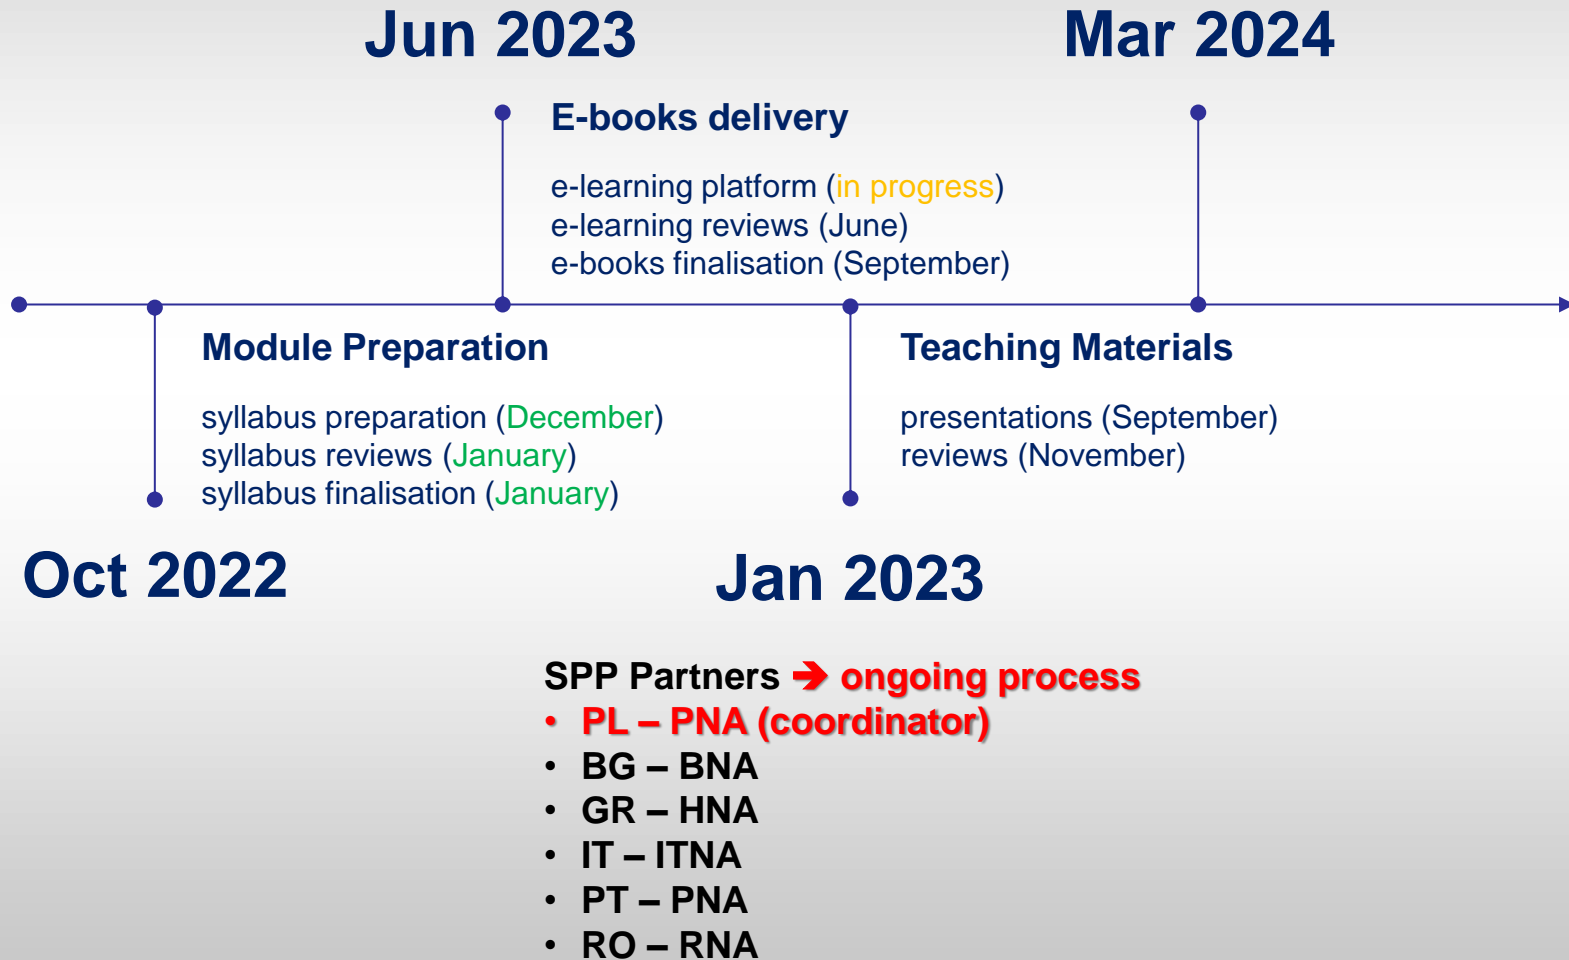 Jun 2023
Mar 2024
E-books delivery
e-learning platform (in progress)
e-learning reviews (June)
e-books finalisation (September)
Module Preparation
syllabus preparation (December)
syllabus reviews (January)
syllabus finalisation (January)
Teaching Materials
presentations (September)
reviews (November)
Oct 2022
Jan 2023
SPP Partners ➔ ongoing process
• PL – PNA (coordinator)
• BG – BNA
• GR – HNA
• IT – ITNA
• PT – PNA
• RO – RNA